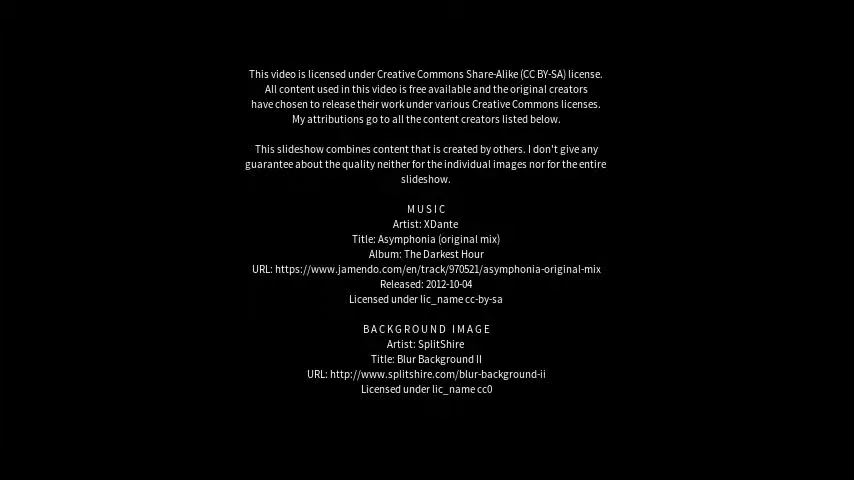 This video is licensed under Creative Commons Share-Alike (CC BY-SA) license.
All content used in this video is free available and the original creators
have chosen to release their work under various Creative Commons licenses.
My attributions go to all the content creators listed below.
This slideshow combines content that is created by others. I don't give any
guarantee about the quality neither for the individual images nor for the entire
slideshow.
MUSIC
Artist: XDante
Title: Asymphonia (original mix)
Album: The Darkest Hour
URL: https://www.jamendo.com/en/track/970521/asymphonia-original-mix
Released: 2012-10-04
Licensed under lic_name cc-by-sa
BACKGROUND IMAGE
Artist: SplitShire
Title: Blur Background II
URL: http://www.splitshire.com/blur-background-ii
Licensed under lic_name cc0